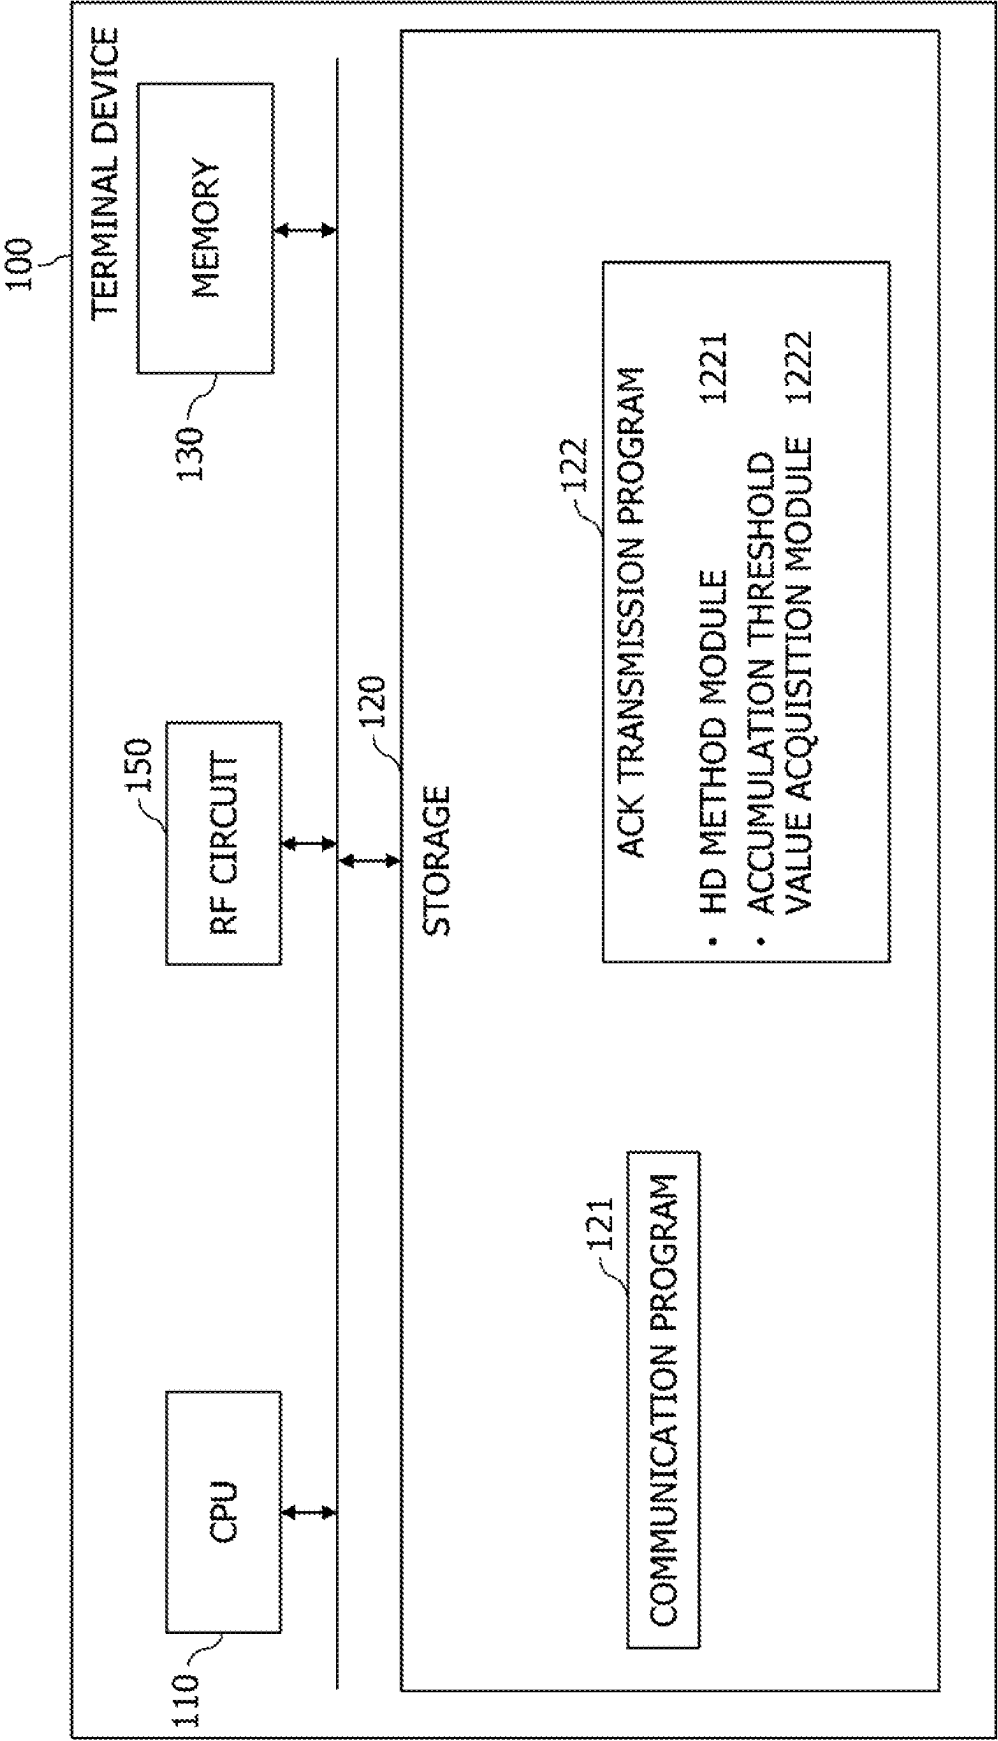 100
TERMINAL DEVICE
110
CPU
150
RF CIRCUIT
130
MEMORY
120
STORAGE
121
COMMUNICATION PROGRAM
122
ACK TRANSMISSION PROGRAM
• HD METHOD MODULE 1221
• ACCUMULATION THRESHOLD
VALUE ACQUISITION MODULE 1222